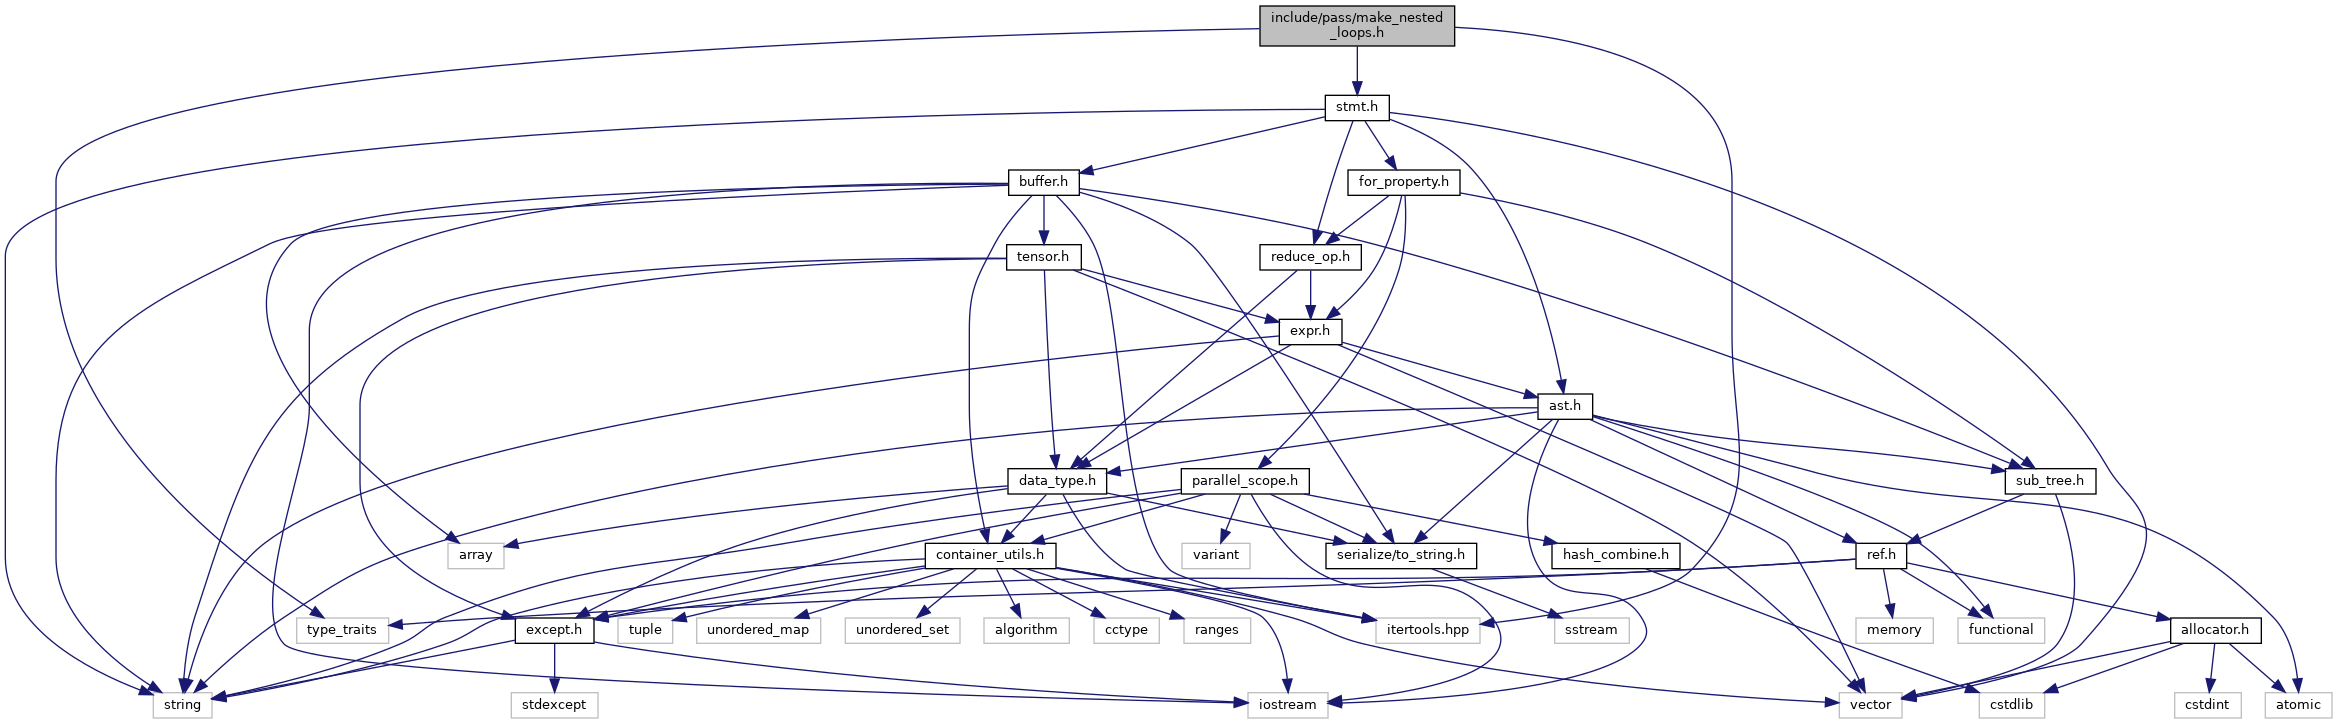 include/pass/make_nested
_loops.h
stmt.h
buffer.h
for_property.h
tensor.h
reduce_op.h
expr.h
ast.h
data_type.h
parallel_scope.h
sub_tree.h
array
container_utils.h
variant
serialize/to_string.h
hash_combine.h
ref.h
type_traits
except.h
tuple
unordered_map
unordered_set
algorithm
cctype
ranges
itertools.hpp
sstream
memory
functional
allocator.h
string
stdexcept
iostream
vector
cstdlib
cstdint
atomic